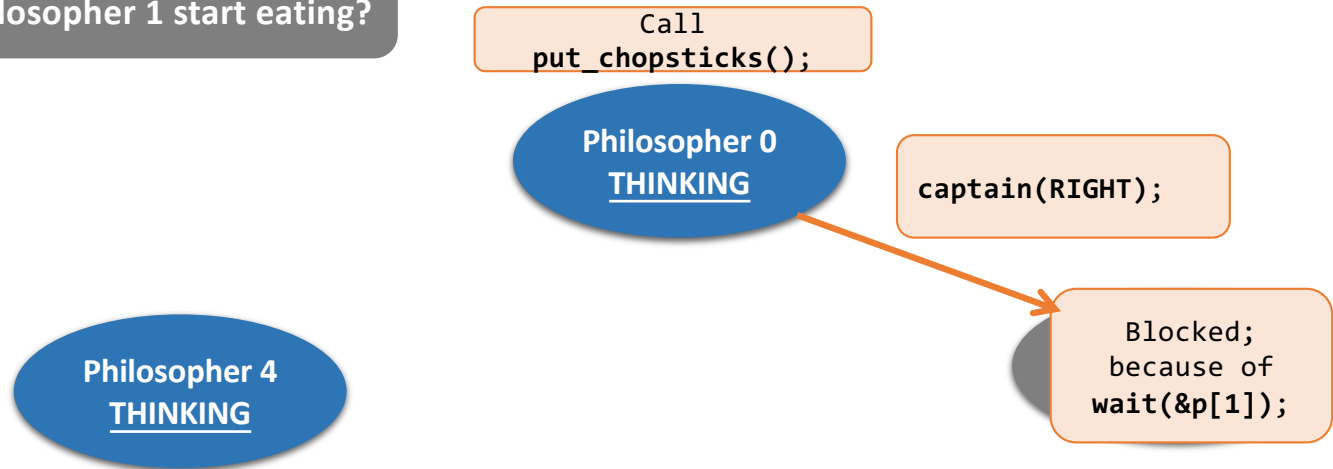 losopher 1 start eating?
Call
put_chopsticks();
Philosopher 0
THINKING
captain(RIGHT);
Blocked;
because of
wait(&p[1]);
Philosopher 4
THINKING